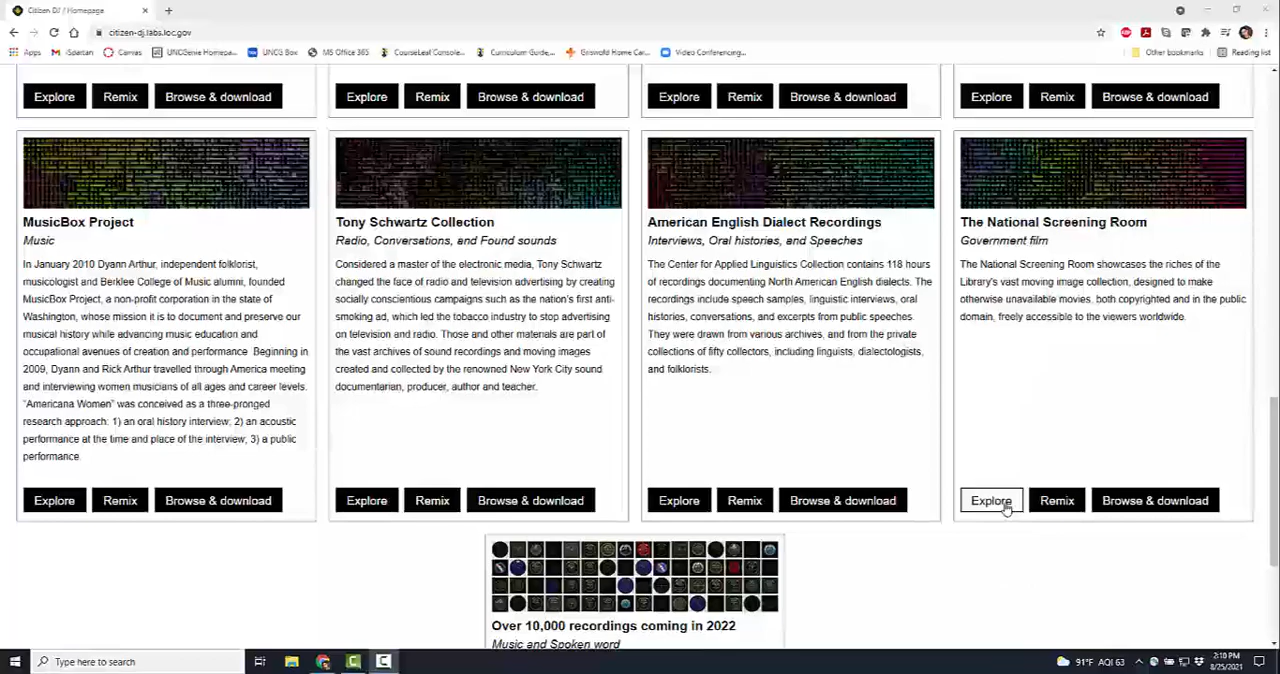 Citizen DJ / Homepage
citizen-dj.labs.loc.gov
Apps iSpartan Canvas UNCGenie Homepa... UNCG Box MS Office 365 CourseLeaf Console... Curriculum Guide,... Griswold Home Car... Video Conferencing... Other bookmarks Reading list
Explore Remix Browse & download Explore Remix Browse & download Explore Remix Browse & download Explore Remix Browse & download
MusicBox Project
Music
In January 2010 Dyann Arthur, independent folklorist,
musicologist and Berklee College of Music alumni, founded
MusicBox Project, a non-profit corporation in the state of
Washington, whose mission it is to document and preserve our
musical history while advancing music education and
occupational avenues of creation and performance Beginning in
2009, Dyann and Rick Arthur travelled through America meeting
and interviewing women musicians of all ages and career levels.
"Americana Women" was conceived as a three-pronged
research approach: 1) an oral history interview; 2) an acoustic
performance at the time and place of the interview; 3) a public
performance.
Explore Remix Browse & download
Tony Schwartz Collection
Radio, Conversations, and Found sounds
Considered a master of the electronic media, Tony Schwartz
changed the face of radio and television advertising by creating
socially conscientious campaigns such as the nation's first anti-
smoking ad, which led the tobacco industry to stop advertising
on television and radio. Those and other materials are part of
the vast archives of sound recordings and moving images
created and collected by the renowned New York City sound
documentarian, producer, author and teacher.
Explore Remix Browse & download
American English Dialect Recordings
Interviews, Oral histories, and Speeches
The Center for Applied Linguistics Collection contains 118 hours
of recordings documenting North American English dialects. The
recordings include speech samples, linguistic interviews, oral
histories, conversations, and excerpts from public speeches.
They were drawn from various archives, and from the private
collections of fifty collectors, including linguists, dialectologists,
and folklorists.
Explore Remix Browse & download
The National Screening Room
Government film
The National Screening Room showcases the riches of the
Library's vast moving image collection, designed to make
otherwise unavailable movies, both copyrighted and in the public
domain, freely accessible to the viewers worldwide.
Explore Remix Browse & download
Over 10,000 recordings coming in 2022
Music and Spoken word
Type here to search
91°F AQI 63
2:10 PM
8/25/2021